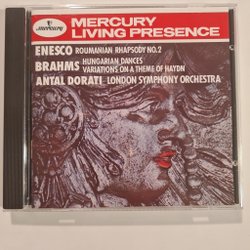 mercury
MERCURY
LIVING PRESENCE
ENESCO ROUMANIAN RHAPSODY NO.2
BRAHMS HUNGARIAN DANCES
VARIATIONS ON A THEME OF HAYDN
ANTAL DORATI LONDON SYMPHONY ORCHESTRA